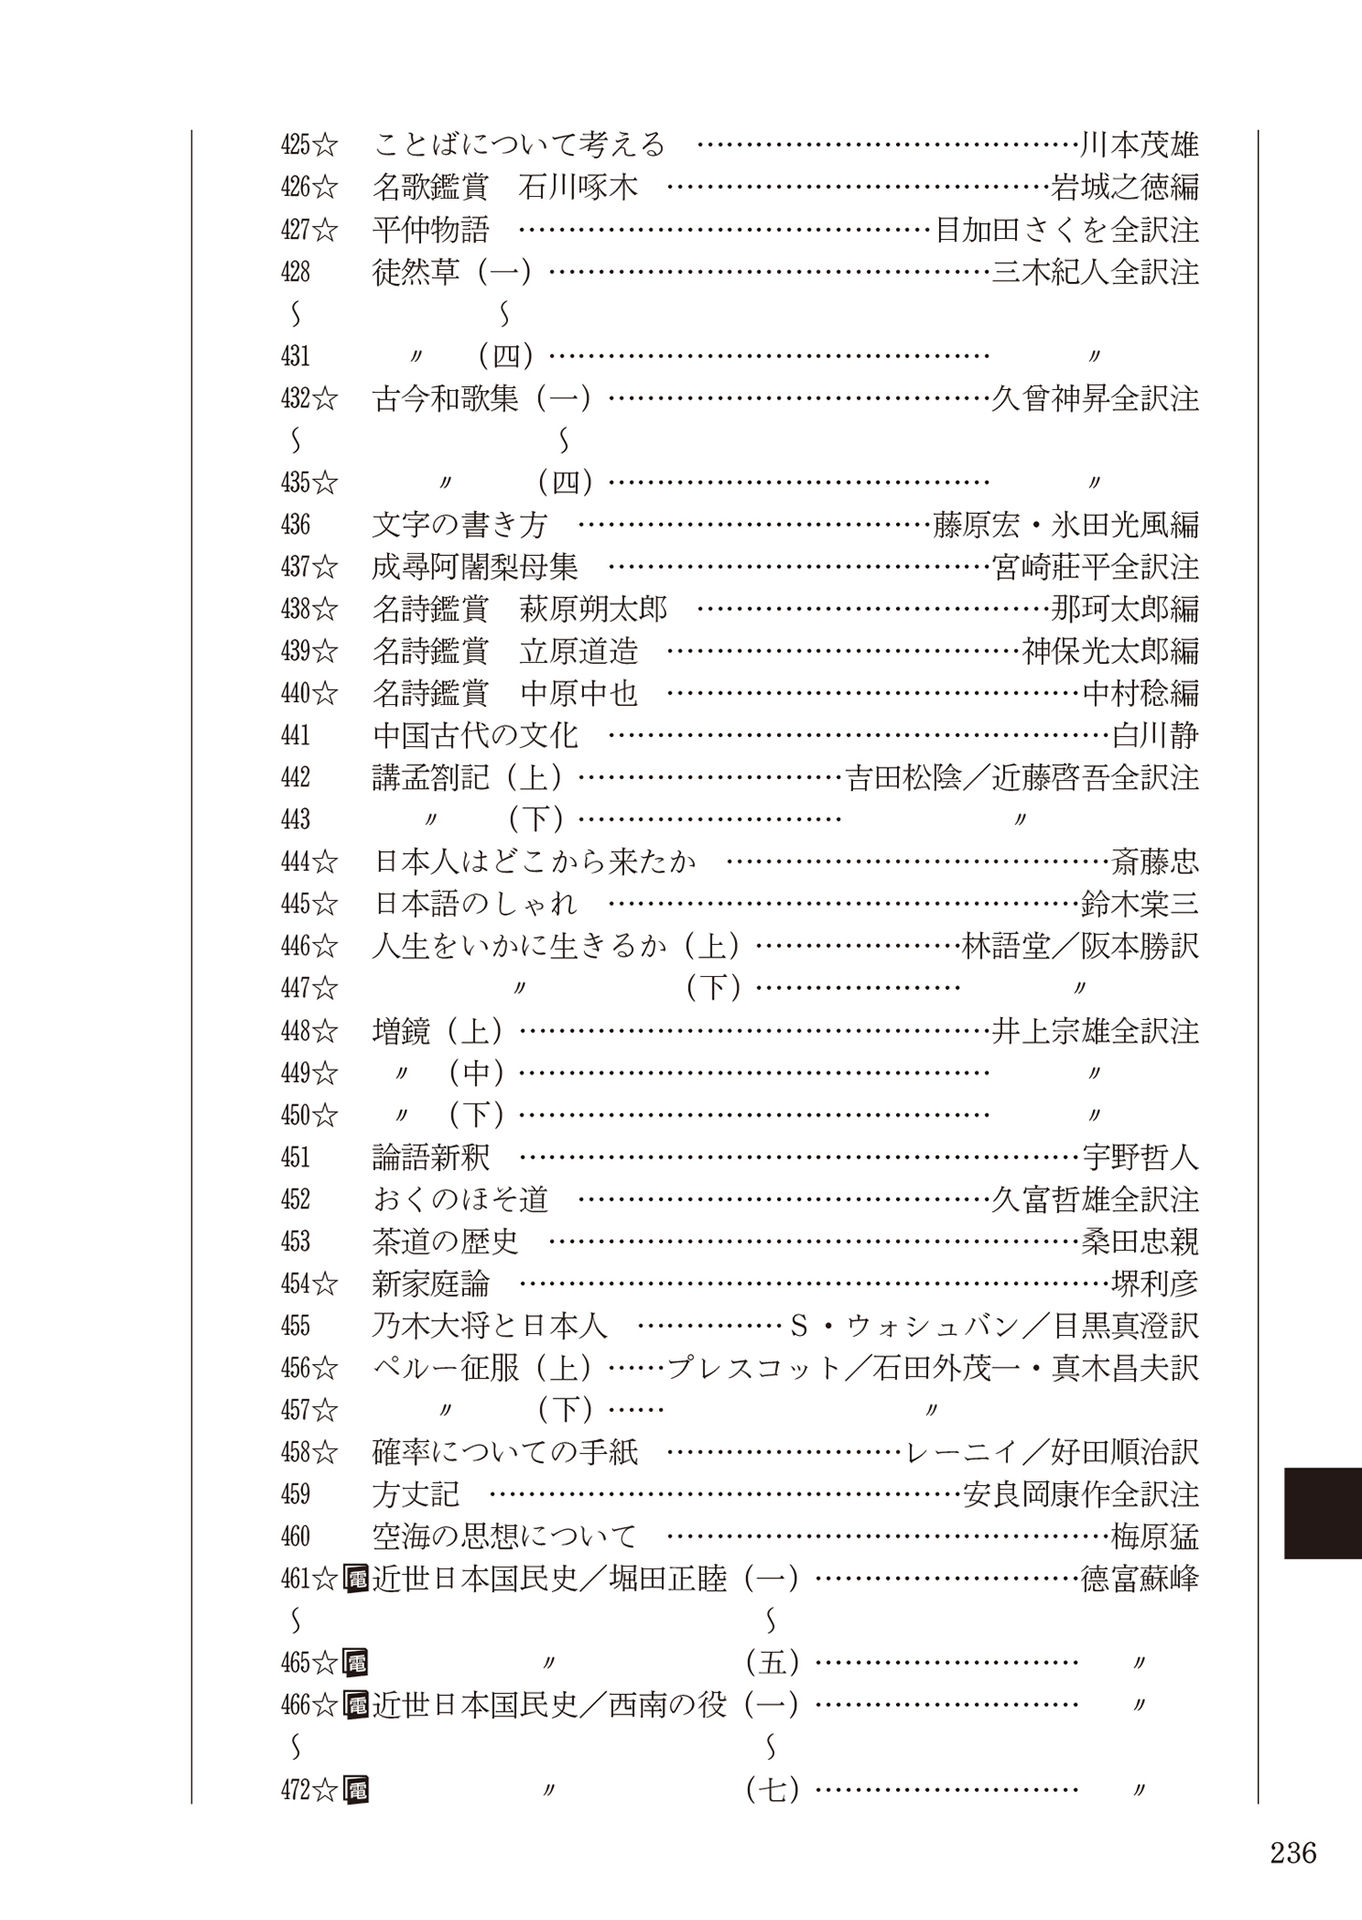 425☆　ことばについて考える　……………………………………川本茂雄
426☆　名歌鑑賞　石川啄木　……………………………………岩城之徳編
427☆　平仲物語　………………………………………目加田さくを全訳注
428　　徒然草（一）…………………………………………三木紀人全訳注
〜　　　　　　〜
431　　　〃　（四）…………………………………………　　　〃
432☆　古今和歌集（一）……………………………………久曾神昇全訳注
〜　　　　　　　　〜
435☆　　　〃　　（四）……………………………………　　　〃
436　　文字の書き方　…………………………………藤原宏・氷田光風編
437☆　成尋阿闍梨母集　……………………………………宮崎莊平全訳注
438☆　名詩鑑賞　萩原朔太郎　…………………………………那珂太郎編
439☆　名詩鑑賞　立原道造　…………………………………神保光太郎編
440☆　名詩鑑賞　中原中也　………………………………………中村稔編
441　　中国古代の文化　………………………………………………白川静
442　　講孟劄記（上）………………………吉田松陰／近藤啓吾全訳注
443　　　〃　　（下）………………………　　　　　〃
444☆　日本人はどこから来たか　……………………………………斎藤忠
445☆　日本語のしゃれ　……………………………………………鈴木棠三
446☆　人生をいかに生きるか（上）…………………林語堂／阪本勝訳
447☆　　　　　〃　　　　　（下）…………………　　　〃
448☆　増鏡（上）……………………………………………井上宗雄全訳注
449☆　〃　（中）……………………………………………　　　〃
450☆　〃　（下）……………………………………………　　　〃
451　　論語新釈　……………………………………………………宇野哲人
452　　おくのほそ道　………………………………………久富哲雄全訳注
453　　茶道の歴史　…………………………………………………桑田忠親
454☆　新家庭論　………………………………………………………堺利彦
455　　乃木大将と日本人　……………Ｓ・ウォシュバン／目黒真澄訳
456☆　ペルー征服（上）……プレスコット／石田外茂一・真木昌夫訳
457☆　　　〃　　（下）……　　　　　　　　〃
458☆　確率についての手紙　……………………レーニイ／好田順治訳
459　　方丈記　……………………………………………安良岡康作全訳注
460　　空海の思想について　…………………………………………梅原猛
461☆電近世日本国民史／堀田正睦（一）………………………徳富蘇峰
〜　　　　　　　　　　　　　　　〜
465☆電　　　　　〃　　　　　　（五）………………………　　〃
466☆電近世日本国民史／西南の役（一）………………………　　〃
〜　　　　　　　　　　　　　　　〜
472☆電　　　　　〃　　　　　　（七）………………………　　〃
236